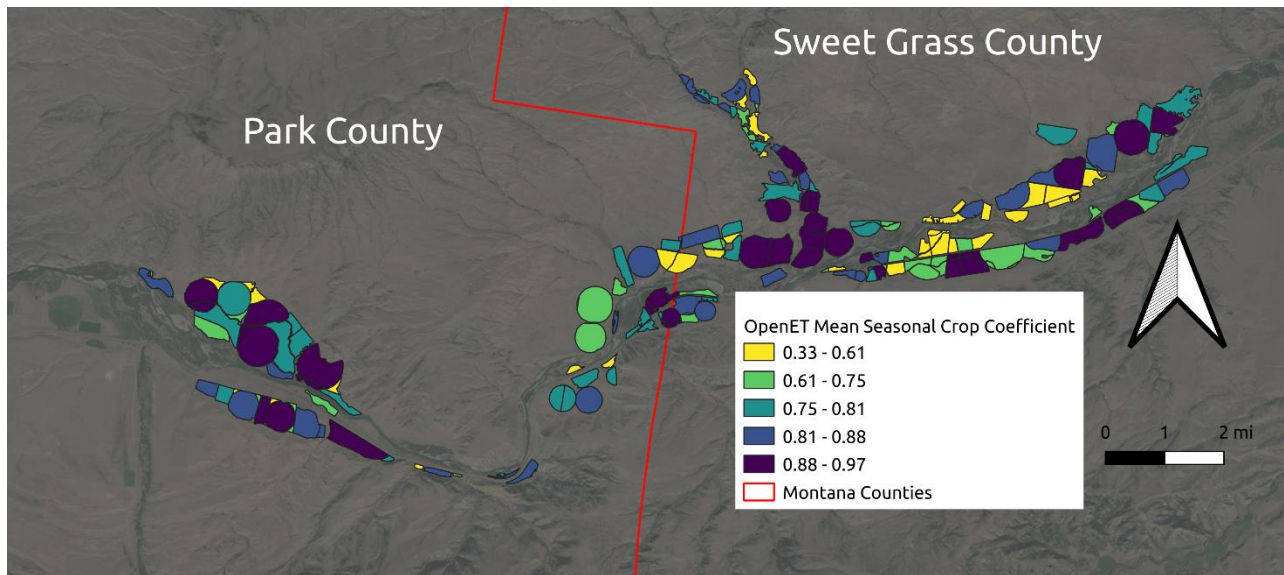 Sweet Grass County
Park County
OpenET Mean Seasonal Crop Coefficient
0.33 - 0.61
0.61 - 0.75
0.75 - 0.81
0.81 - 0.88
0.88 - 0.97
Montana Counties
0 1 2 mi